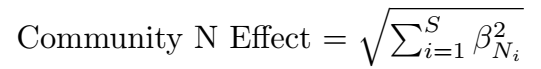 Community N Effect = $\sqrt{\sum_{i=1}^{S} \beta_{N_i}^{2}}$